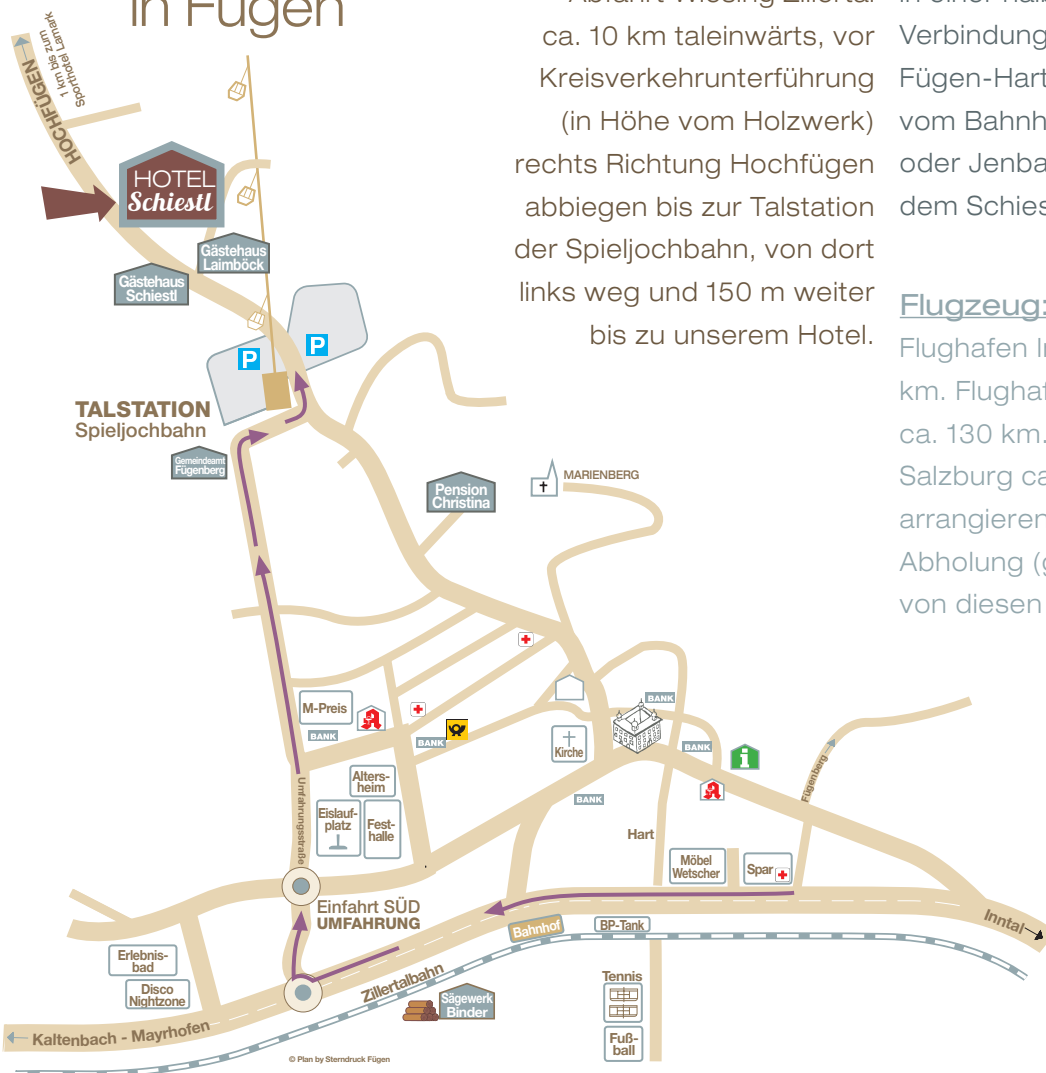 in Fügen
Abfahrt Wiesing Zillertal
ca. 10 km taleinwärts, vor
Kreisverkehrunterführung
(in Höhe vom Holzwerk)
rechts Richtung Hochfügen
abbiegen bis zur Talstation
der Spieljochbahn, von dort
links weg und 150 m weiter
bis zu unserem Hotel.
in einer halb
Verbindung
Fügen-Hart
vom Bahnh
oder Jenba
dem Schies
Flugzeug:
Flughafen I
km. Flughaf
ca. 130 km.
Salzburg ca
arrangieren
Abholung (g
von diesen
1 km bis zum
Sporthotel Lamark
HOCHFÜGEN
HOTEL
Schiestl
Gästehaus
Laimböck
Gästehaus
Schiestl
P
P
TALSTATION
Spieljochbahn
Gemeindeamt
Fügenberg
Pension
Christina
MARIENBERG
M-Preis
A
BANK
BANK
BANK
Kirche
BANK
i
A
BANK
Fügenberg
Umfahrungsstraße
Alters-
heim
Eislauf-
platz
Fest-
halle
Hart
Möbel
Wetscher
Spar
Einfahrt SÜD
UMFAHRUNG
Bahnhof
BP-Tank
Inntal
Erlebnis-
bad
Disco
Nightzone
Zillertalbahn
Sägewerk
Binder
Tennis
Fuß-
ball
Kaltenbach - Mayrhofen
© Plan by Sterndruck Fügen